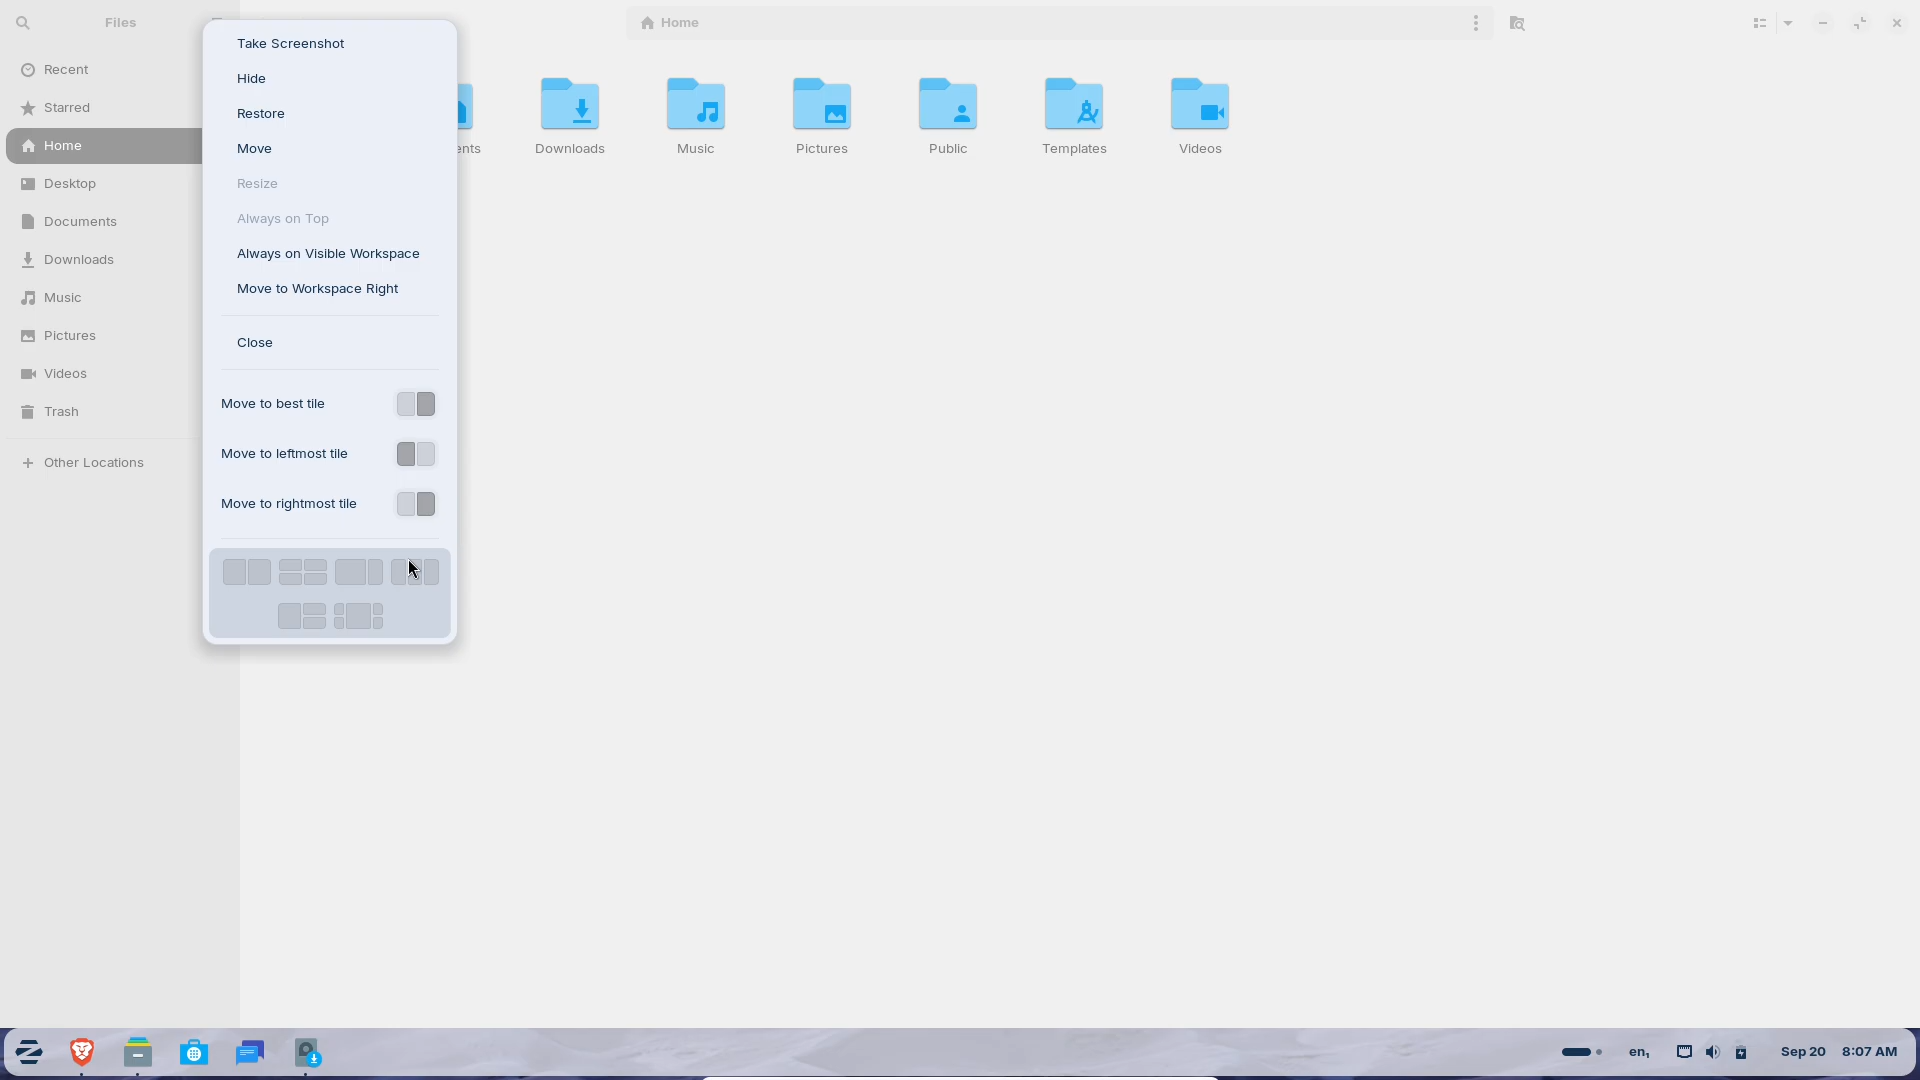 Files
Home
Recent
Starred
Home
Desktop
Documents
Downloads
Music
Pictures
Videos
Trash
Other Locations
Take Screenshot
Hide
Restore
Move
Resize
Always on Top
Always on Visible Workspace
Move to Workspace Right
Close
Move to best tile
Move to leftmost tile
Move to rightmost tile
ents
Downloads
Music
Pictures
Public
Templates
Videos
en₁
Sep 20 8:07 AM